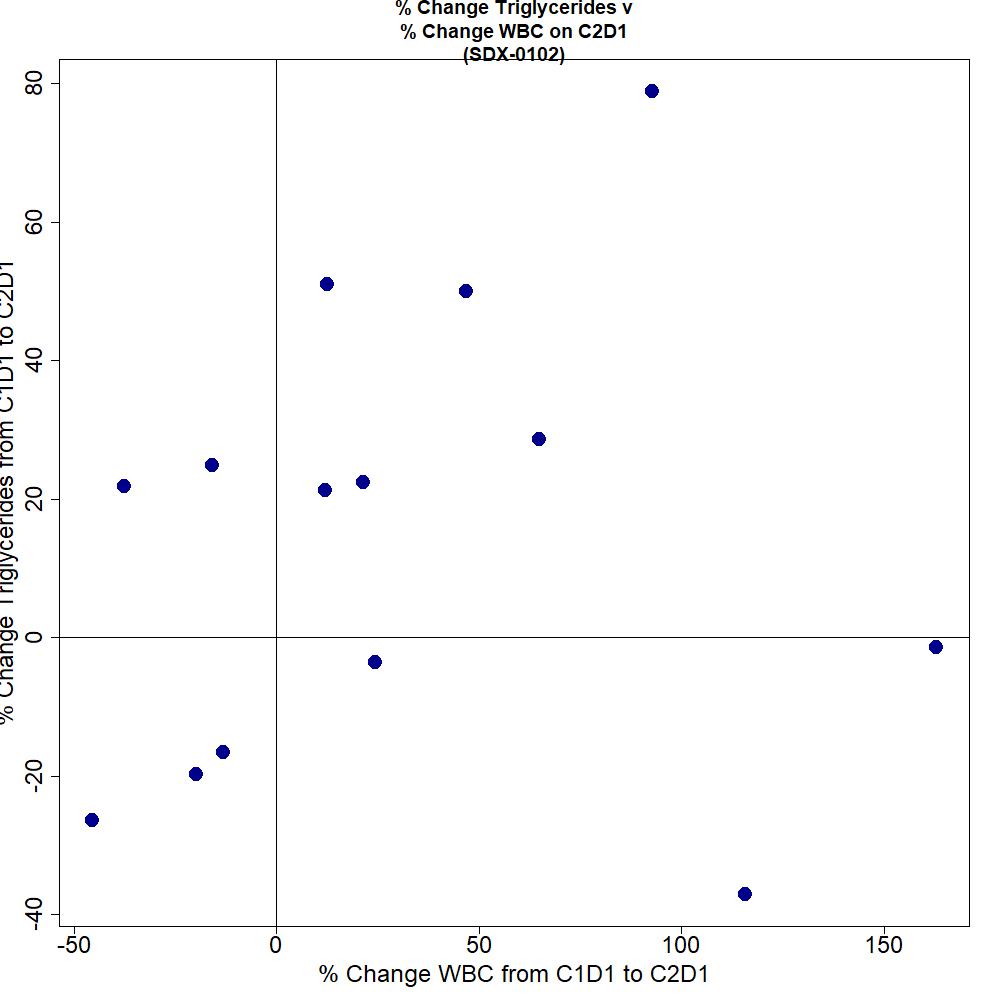 % Change Triglycerides v
% Change WBC on C2D1
(SDX-0102)
% Change Triglycerides from C1D1 to C2D1
80
60
40
20
0
-20
-40
-50
0
50
100
150
% Change WBC from C1D1 to C2D1